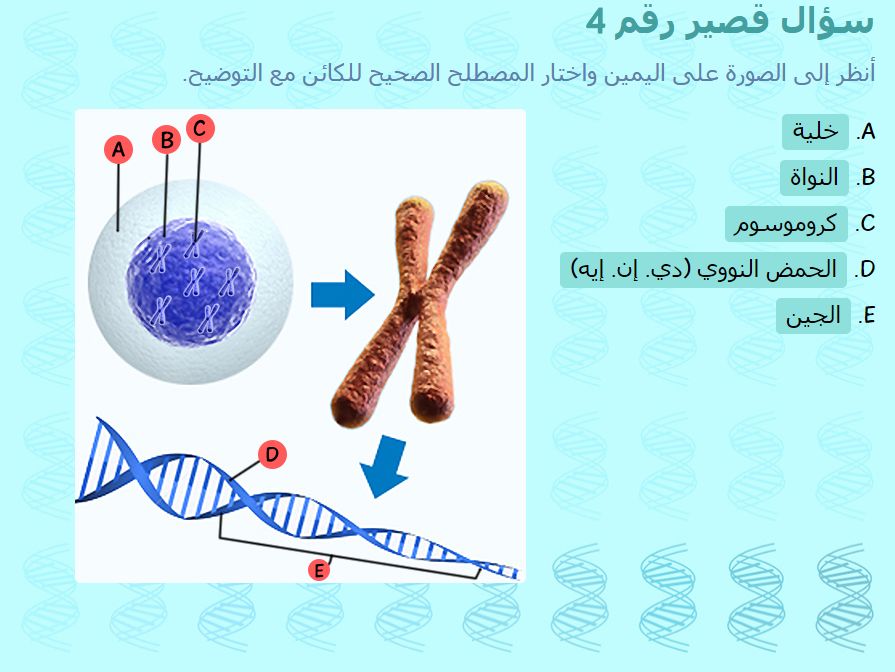 سؤال قصير رقم 4
أنظر إلى الصورة على اليمين واختار المصطلح الصحيح للكائن مع التوضيح.
A. خلية
B. النواة
C. كروموسوم
D. الحمض النووي (دي. إن. إيه)
E. الجين
A
B
C
D
E